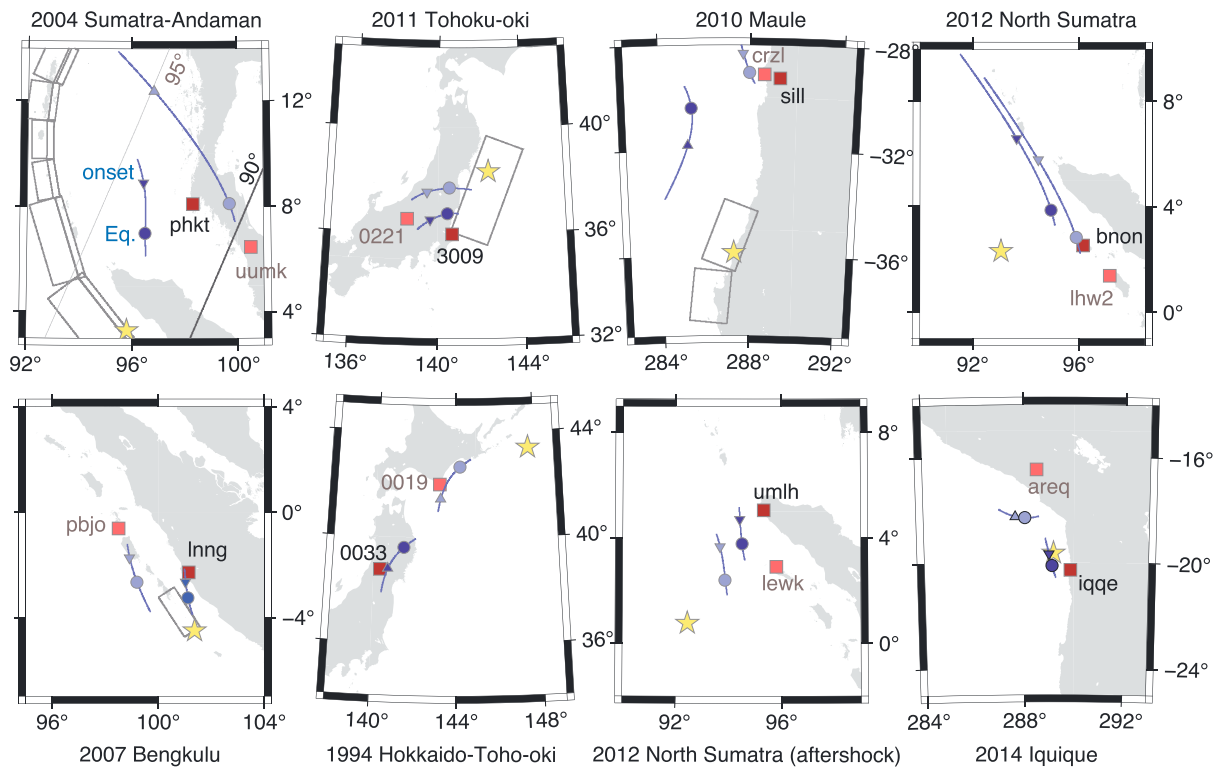 2004 Sumatra-Andaman
2011 Tohoku-oki
2010 Maule
2012 North Sumatra
95°
90°
onset
Eq.
phkt
uumk
12°
8°
4°
92°
96°
100°
0221
3009
40°
36°
32°
136°
140°
144°
crzl
sill
−28°
−32°
−36°
284°
288°
292°
bnon
lhw2
8°
4°
0°
92°
96°
pbjo
lnng
4°
0°
−4°
96°
100°
104°
0019
0033
44°
40°
36°
140°
144°
148°
umlh
lewk
8°
4°
0°
92°
96°
areq
iqqe
−16°
−20°
−24°
284°
288°
292°
2007 Bengkulu
1994 Hokkaido-Toho-oki
2012 North Sumatra (aftershock)
2014 Iquique